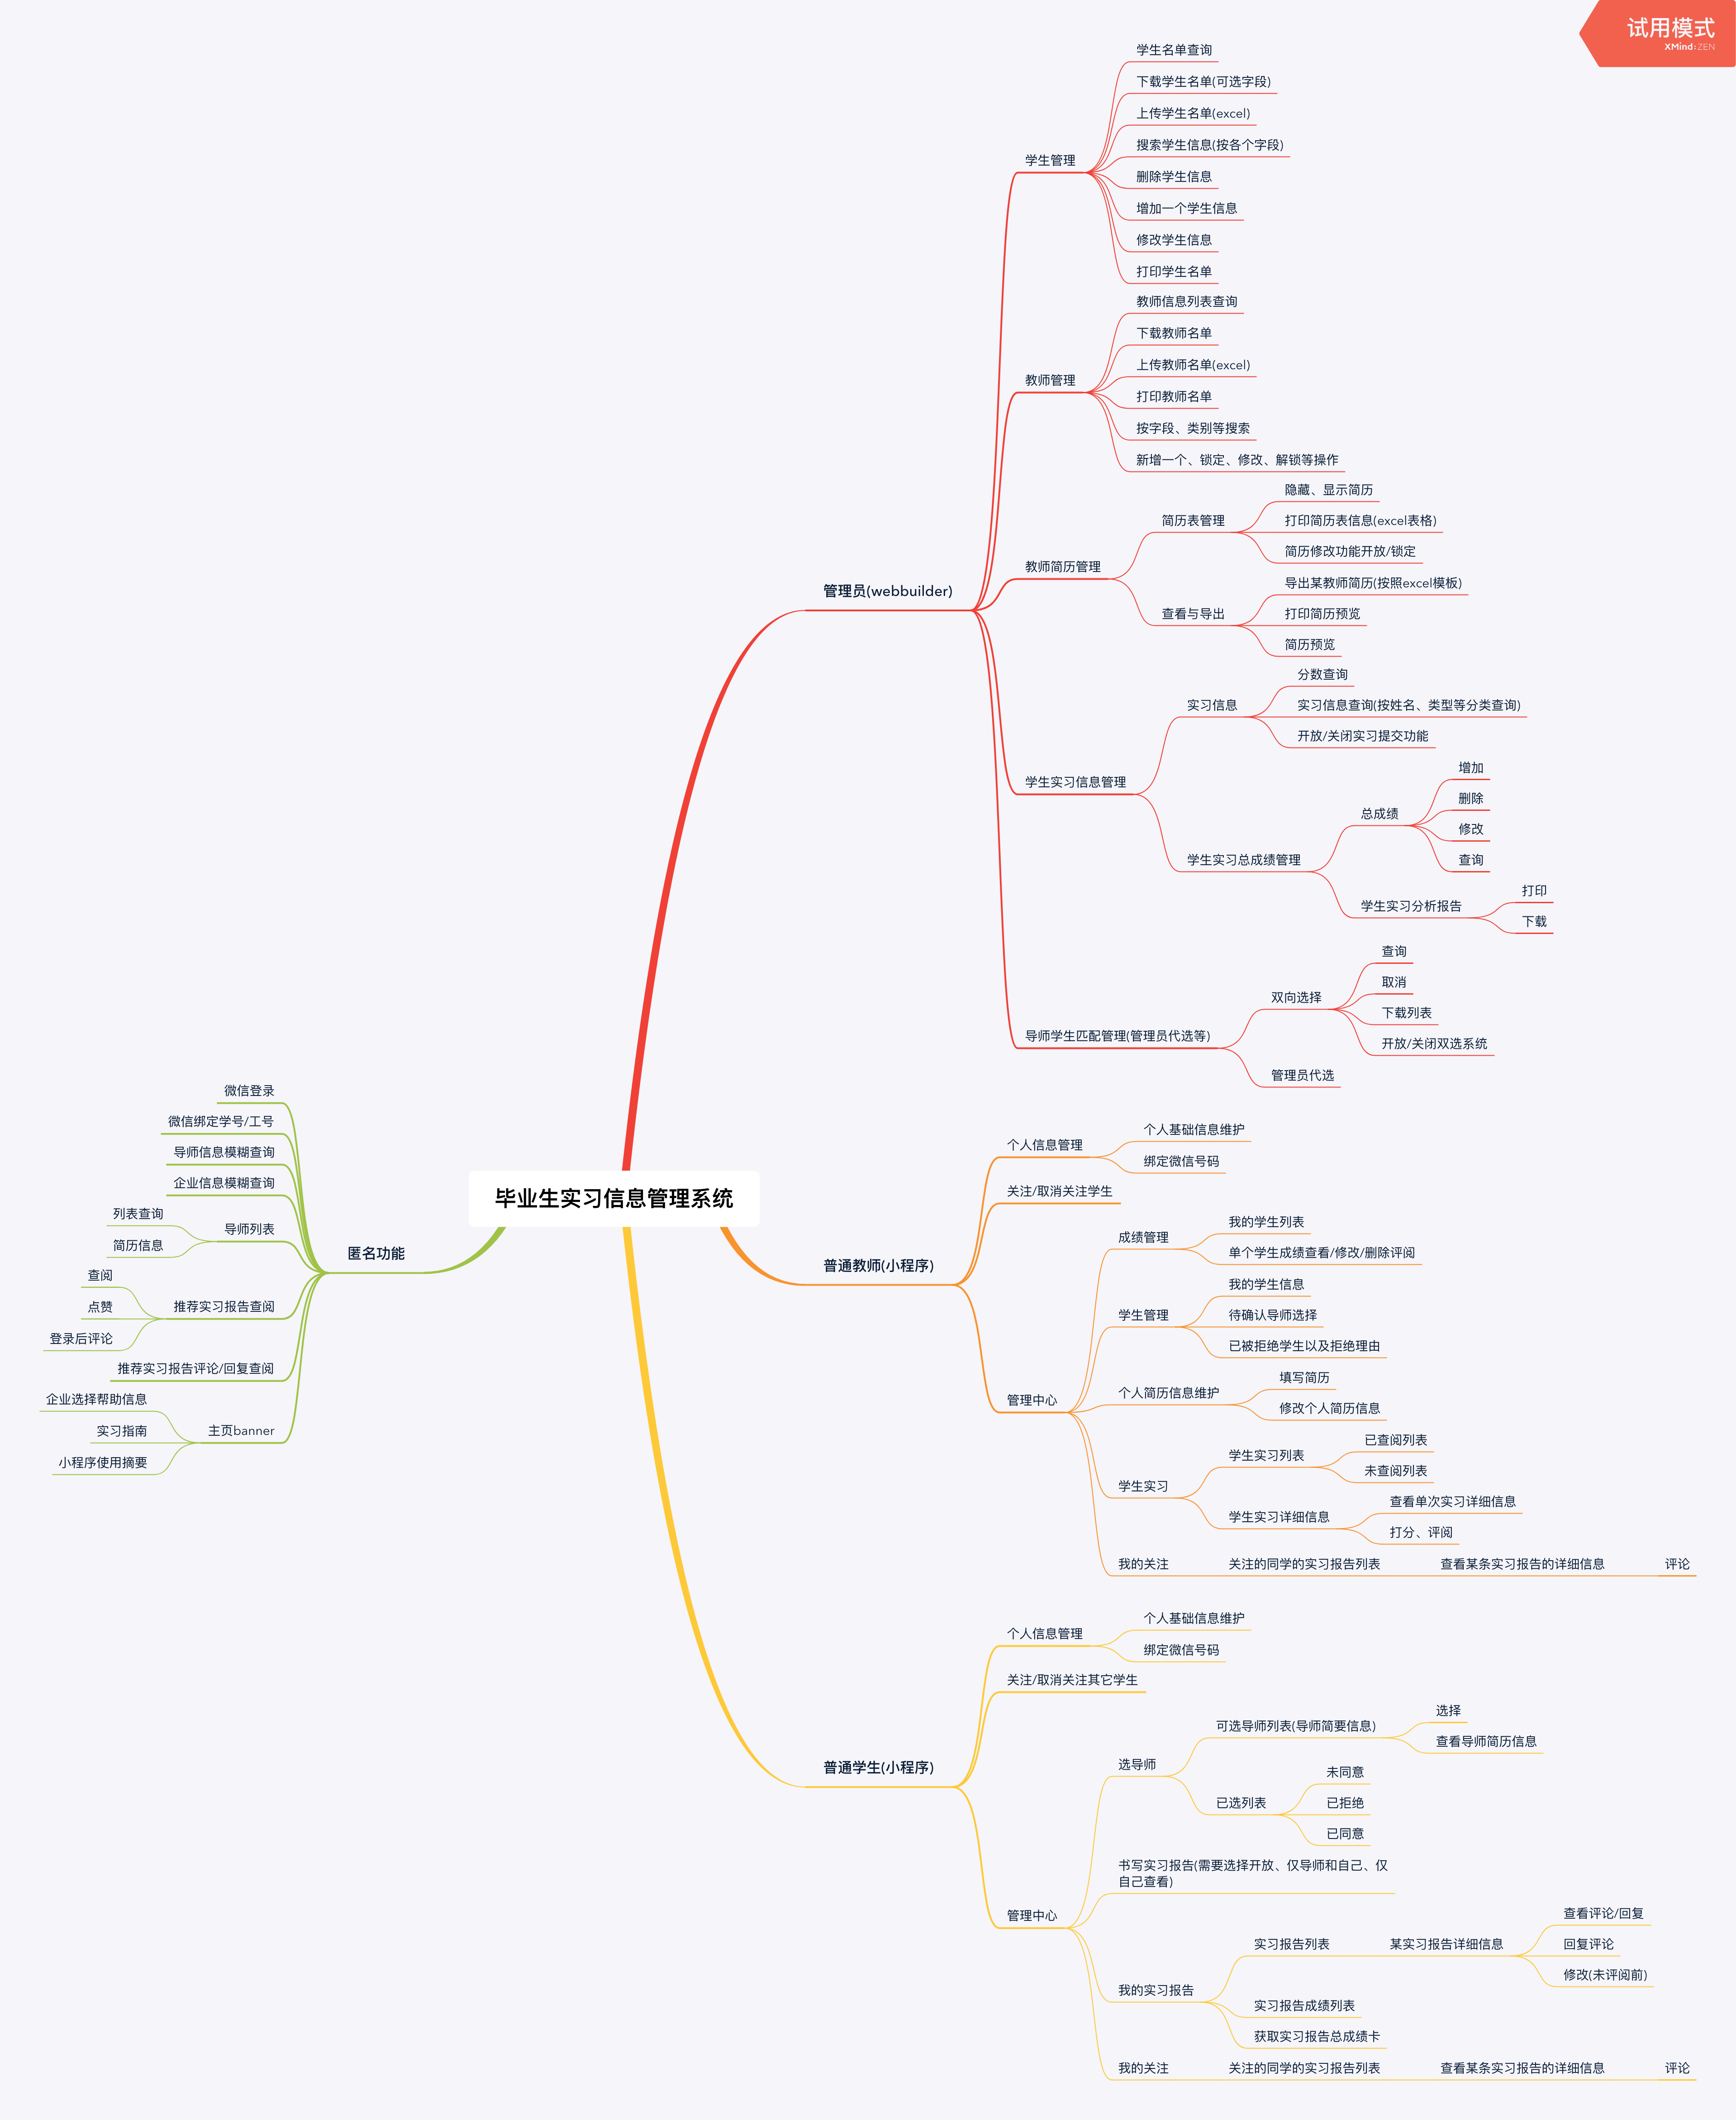 试用模式
XMind:ZEN
毕业生实习信息管理系统
管理员(webbuilder)
学生管理
学生名单查询
下载学生名单(可选字段)
上传学生名单(excel)
搜索学生信息(按各个字段)
删除学生信息
增加一个学生信息
修改学生信息
打印学生名单
教师管理
教师信息列表查询
下载教师名单
上传教师名单(excel)
打印教师名单
按字段、类别等搜索
新增一个、锁定、修改、解锁等操作
教师简历管理
简历表管理
隐藏、显示简历
打印简历表信息(excel表格)
简历修改功能开放/锁定
查看与导出
导出某教师简历(按照excel模板)
打印简历预览
简历预览
学生实习信息管理
实习信息
分数查询
实习信息查询(按姓名、类型等分类查询)
开放/关闭实习提交功能
学生实习总成绩管理
总成绩
增加
删除
修改
查询
学生实习分析报告
打印
下载
导师学生匹配管理(管理员代选等)
双向选择
查询
取消
下载列表
开放/关闭双选系统
管理员代选
普通教师(小程序)
个人信息管理
个人基础信息维护
绑定微信号码
关注/取消关注学生
管理中心
成绩管理
我的学生列表
单个学生成绩查看/修改/删除评阅
学生管理
我的学生信息
待确认导师选择
已被拒绝学生以及拒绝理由
个人简历信息维护
填写简历
修改个人简历信息
学生实习
学生实习列表
已查阅列表
未查阅列表
学生实习详细信息
查看单次实习详细信息
打分、评阅
我的关注
关注的同学的实习报告列表
查看某条实习报告的详细信息
评论
普通学生(小程序)
个人信息管理
个人基础信息维护
绑定微信号码
关注/取消关注其它学生
管理中心
选导师
可选导师列表(导师简要信息)
选择
查看导师简历信息
已选列表
未同意
已拒绝
已同意
书写实习报告(需要选择开放、仅导师和自己、仅
自己查看)
我的实习报告
实习报告列表
某实习报告详细信息
查看评论/回复
回复评论
修改(未评阅前)
实习报告成绩列表
获取实习报告总成绩卡
我的关注
关注的同学的实习报告列表
查看某条实习报告的详细信息
评论
匿名功能
微信登录
微信绑定学号/工号
导师信息模糊查询
企业信息模糊查询
导师列表
列表查询
简历信息
推荐实习报告查阅
查阅
点赞
登录后评论
推荐实习报告评论/回复查阅
主页banner
企业选择帮助信息
实习指南
小程序使用摘要